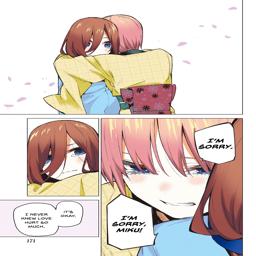 I'M
SORRY.
I'M
SORRY,
MIKU!
IT'S
OKAY.
I NEVER
KNEW LOVE
HURT SO
MUCH.
171